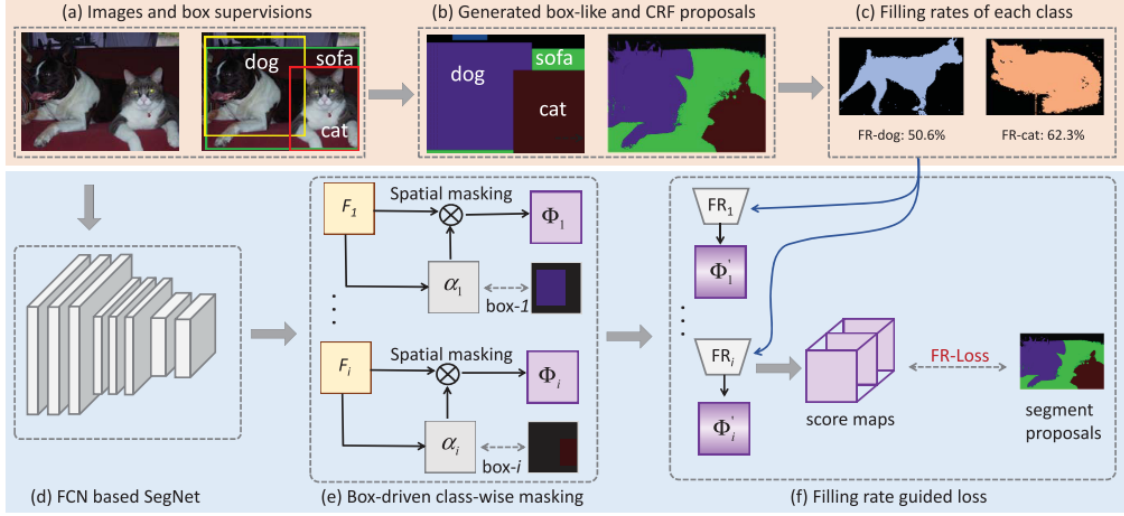 (a) Images and box supervisions
(b) Generated box-like and CRF proposals
(c) Filling rates of each class
dog
sofa
cat
dog
sofa
cat
FR-dog: 50.6%
FR-cat: 62.3%
F1
Spatial masking
Φ1
α1
box-1
Fi
Spatial masking
Φi
αi
box-i
FR1
Φ'1
FRi
Φ'i
score maps
FR-Loss
segment
proposals
(d) FCN based SegNet
(e) Box-driven class-wise masking
(f) Filling rate guided loss